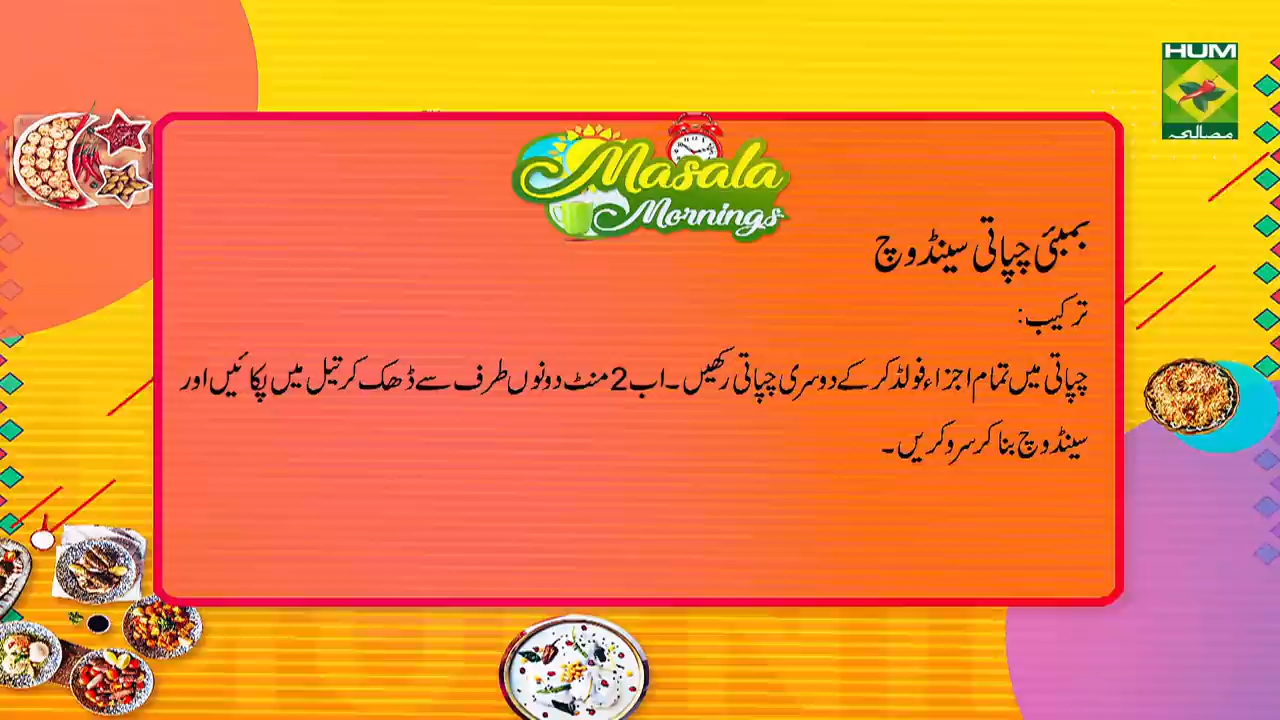 HUM
مصالحہ
Masala
Mornings
بمبئی چپاتی سینڈوچ
ترکیب:
چپاتی میں تمام اجزاء فولڈ کر کے دوسری چپاتی رکھیں۔ اب 2 منٹ دونوں طرف سے ڈھک کر تیل میں پکائیں اور
سینڈوچ بنا کر سرو کریں۔